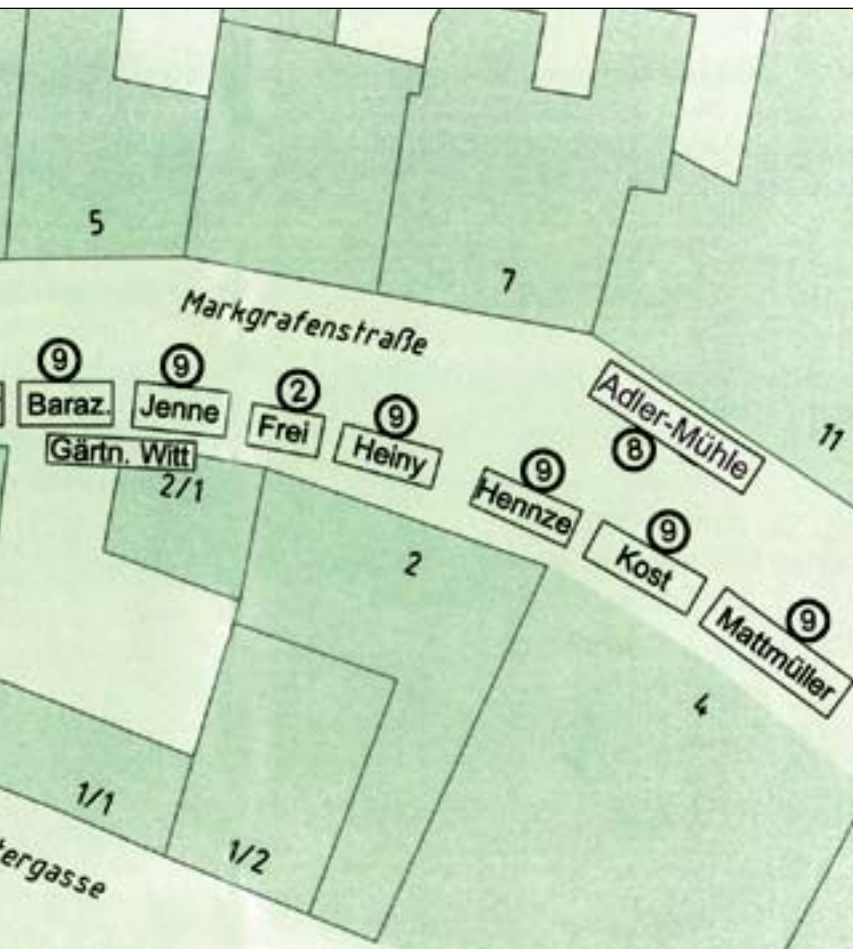 5
7
Markgrafenstraße
11
9
Baraz.
9
Jenne
2
Frei
9
Heiny
Gärtn. Witt
2/1
Adler-Mühle
8
9
Hennze
9
Kost
9
Mattmüller
2
4
1/1
1/2
tergasse